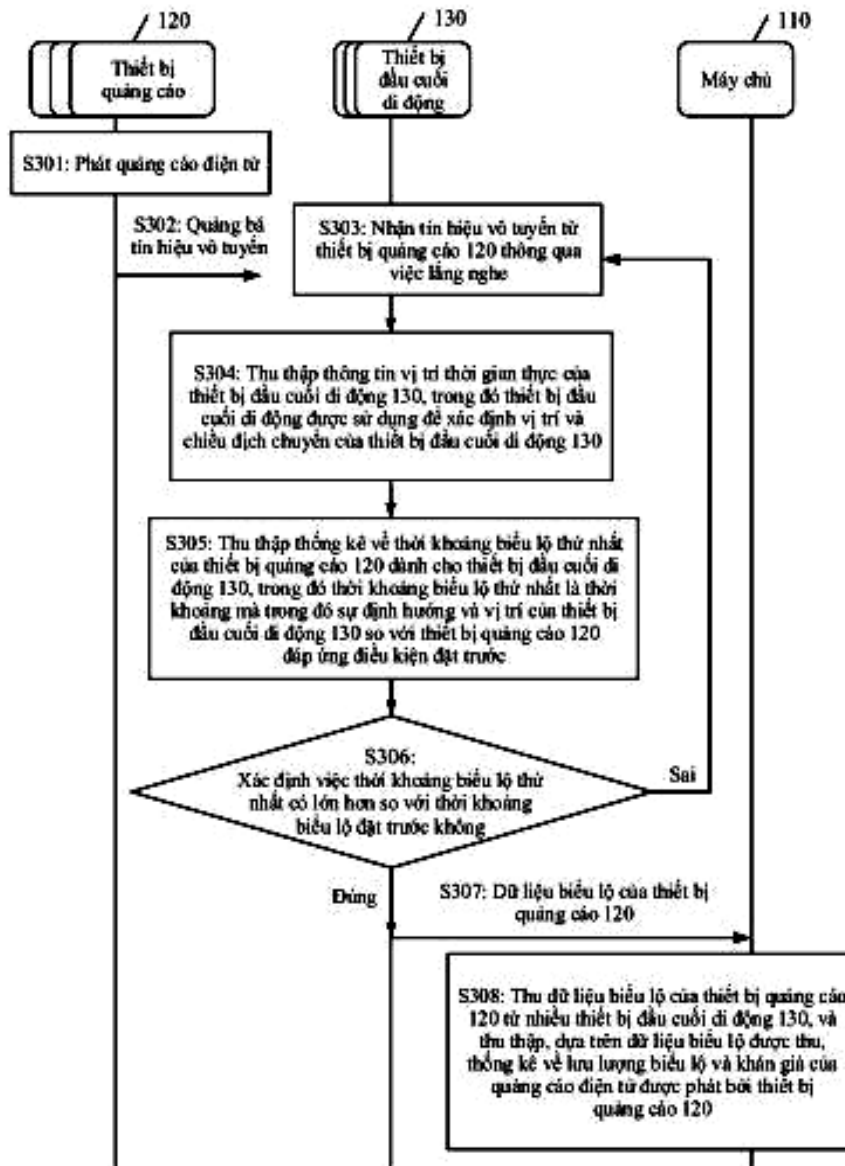 120
130
110
Thiết bị
quảng cáo
Thiết bị
đầu cuối
di động
Máy chủ
S301: Phát quảng cáo điện tử
S302: Quảng bá
tín hiệu vô tuyến
S303: Nhận tín hiệu vô tuyến từ
thiết bị quảng cáo 120 thông qua
việc lắng nghe
S304: Thu thập thông tin vị trí thời gian thực của
thiết bị đầu cuối di động 130, trong đó thiết bị đầu
cuối di động được sử dụng để xác định vị trí và
chiều dịch chuyển của thiết bị đầu cuối di động 130
S305: Thu thập thống kê về thời khoảng biểu lộ thứ nhất
của thiết bị quảng cáo 120 dành cho thiết bị đầu cuối di
động 130, trong đó thời khoảng biểu lộ thứ nhất là thời
khoảng mà trong đó sự định hướng và vị trí của thiết bị
đầu cuối di động 130 so với thiết bị quảng cáo 120
đáp ứng điều kiện đặt trước
S306:
Xác định việc thời khoảng biểu lộ thứ
nhất có lớn hơn so với thời khoảng
biểu lộ đặt trước không
Sai
Đúng
S307: Dữ liệu biểu lộ của thiết bị
quảng cáo 120
S308: Thu dữ liệu biểu lộ của thiết bị quảng cáo
120 từ nhiều thiết bị đầu cuối di động 130, và
thu thập, dựa trên dữ liệu biểu lộ được thu,
thống kê về lưu lượng biểu lộ và khán giả của
quảng cáo điện tử được phát bởi thiết bị
quảng cáo 120